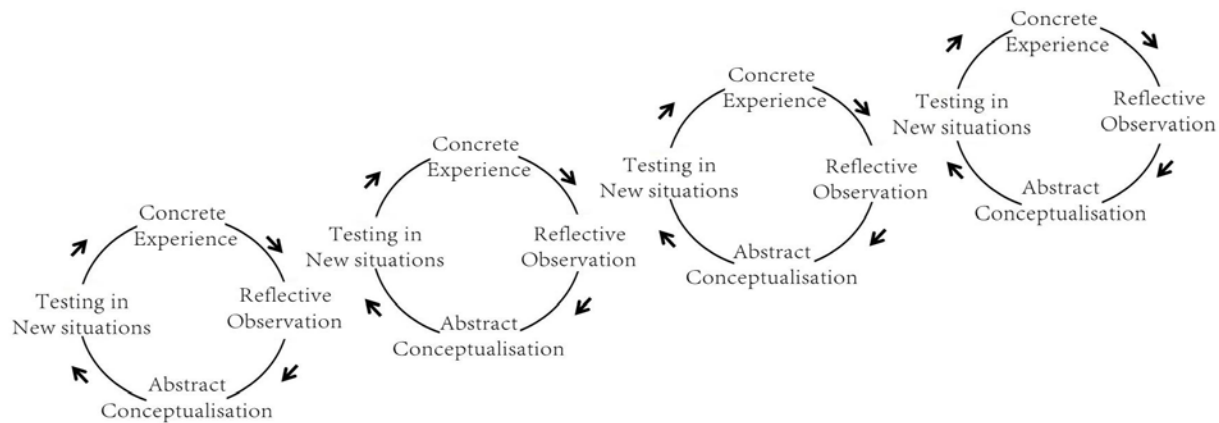 Concrete
Experience
Reflective
Observation
Abstract
Conceptualisation
Testing in
New situations
Concrete
Experience
Reflective
Observation
Abstract
Conceptualisation
Testing in
New situations
Concrete
Experience
Reflective
Observation
Abstract
Conceptualisation
Testing in
New situations
Concrete
Experience
Reflective
Observation
Abstract
Conceptualisation
Testing in
New situations